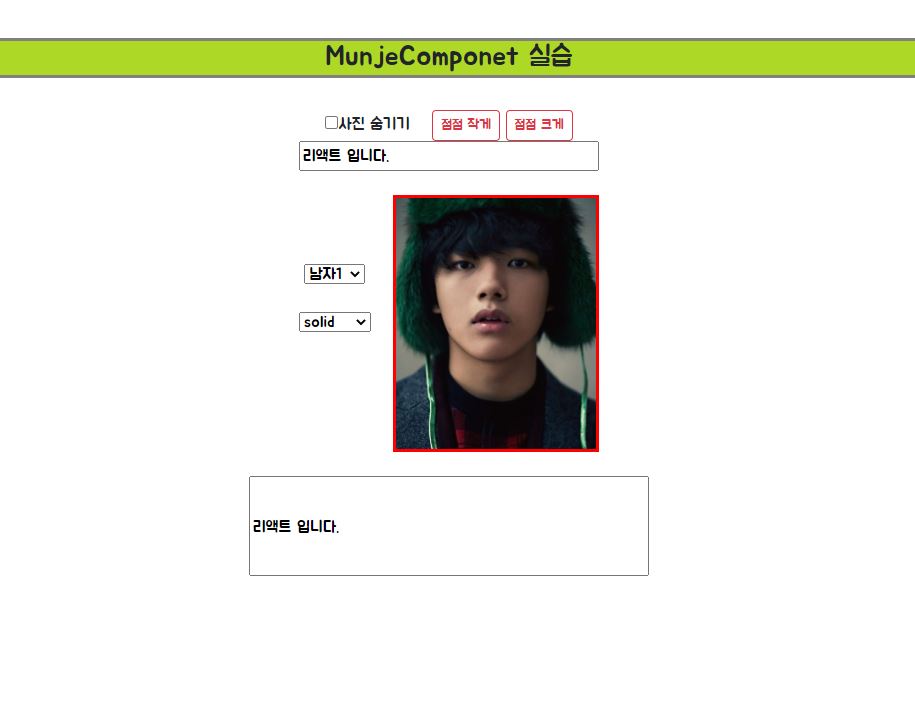 MunjeComponet 실습
사진 숨기기 점점 작게 점점 크게
리액트 입니다.
남자1
solid
리액트 입니다.